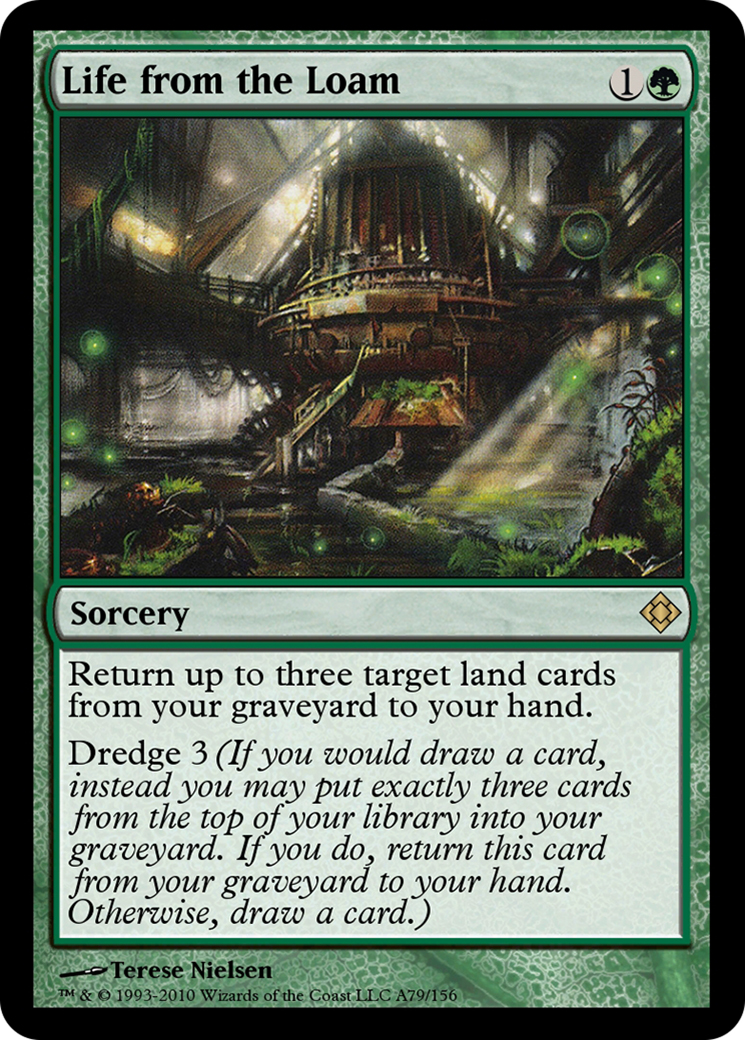 Life from the Loam 1
Sorcery
Return up to three target land cards
from your graveyard to your hand.
Dredge 3 (If you would draw a card,
instead you may put exactly three cards
from the top of your library into your
graveyard. If you do, return this card
from your graveyard to your hand.
Otherwise, draw a card.)
Terese Nielsen
™ & © 1993-2010 Wizards of the Coast LLC A79/156